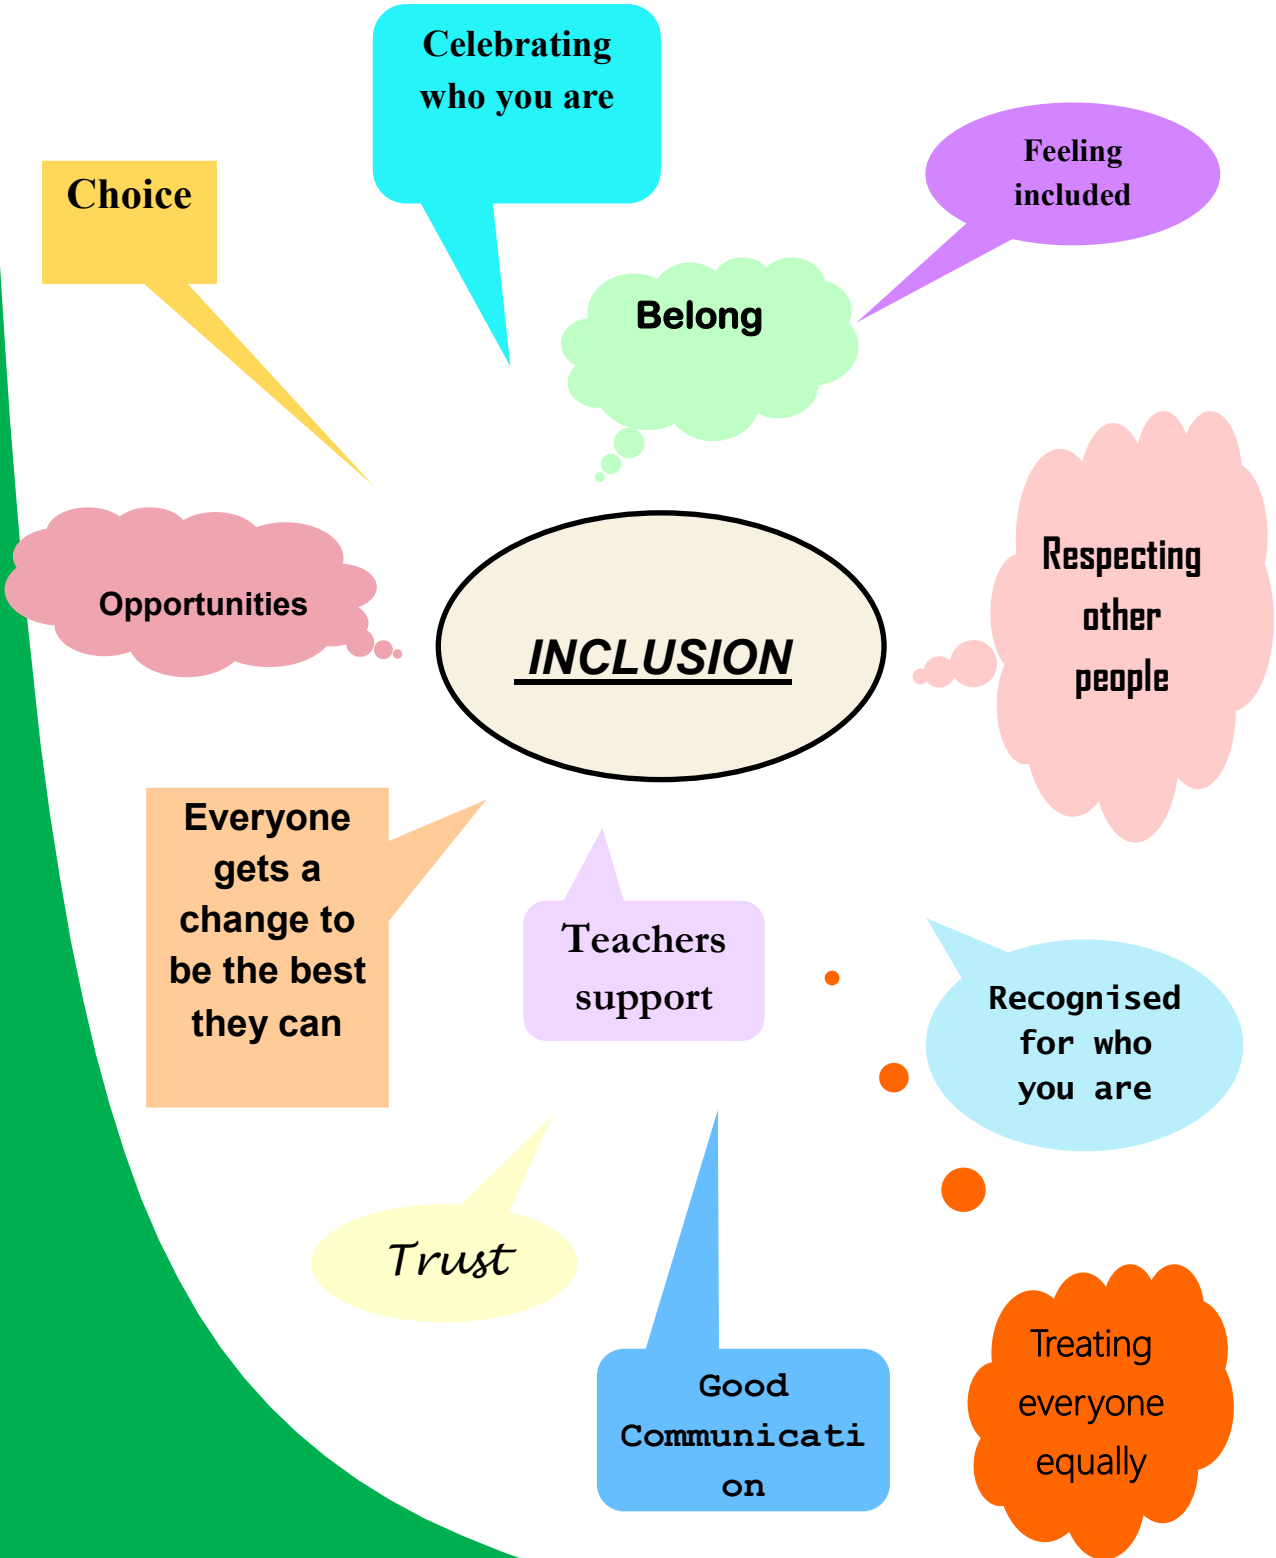 Celebrating
who you are
Feeling
included
Choice
Belong
Respecting
other
people
Opportunities
INCLUSION
Everyone
gets a
change to
be the best
they can
Teachers
support
Recognised
for who
you are
Trust
Good
Communicati
on
Treating
everyone
equally